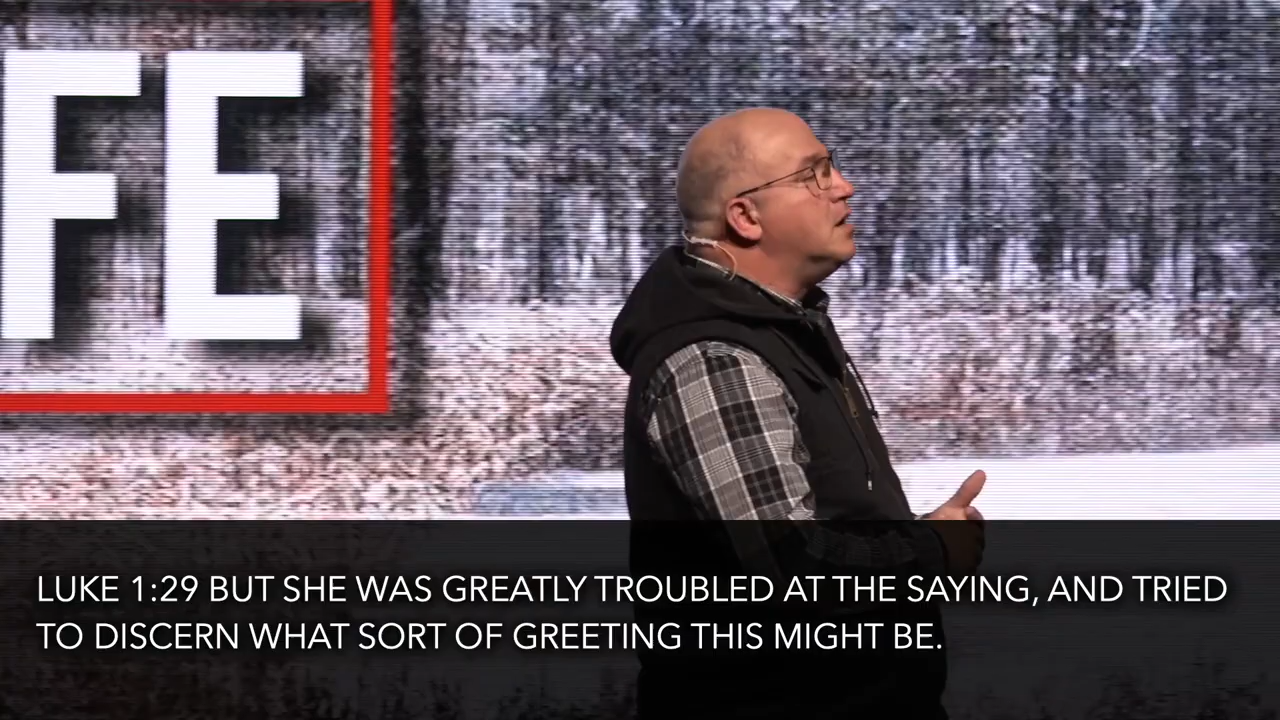 FE
LUKE 1:29 BUT SHE WAS GREATLY TROUBLED AT THE SAYING, AND TRIED
TO DISCERN WHAT SORT OF GREETING THIS MIGHT BE.